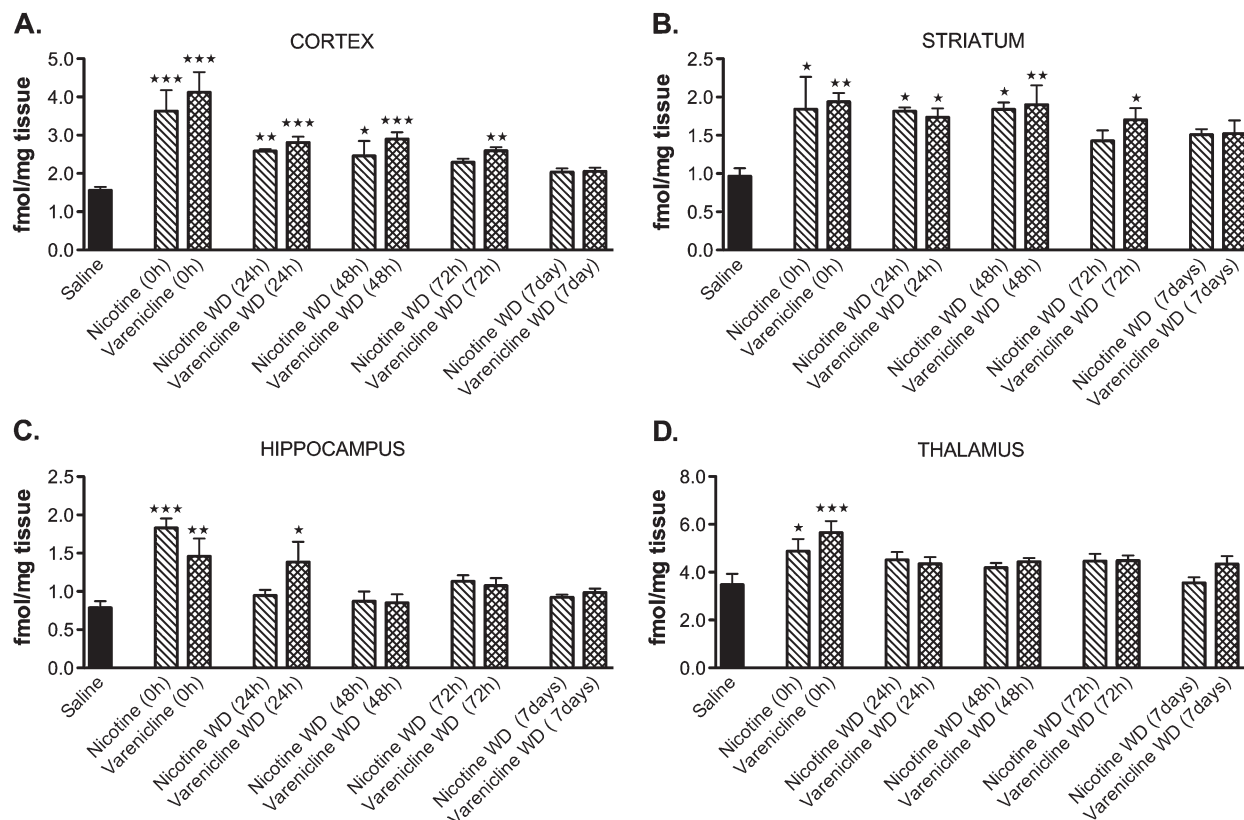 A.
CORTEX
fmol/mg tissue
5.0
4.0
3.0
2.0
1.0
0.0
★★★
★★★
★★
★★★
★
★★★
★★
Saline
Nicotine (0h)
Varenicline (0h)
Nicotine WD (24h)
Varenicline WD (24h)
Nicotine WD (48h)
Varenicline WD (48h)
Nicotine WD (72h)
Varenicline WD (72h)
Nicotine WD (7day)
Varenicline WD (7day)
B.
STRIATUM
fmol/mg tissue
2.5
2.0
1.5
1.0
0.5
0.0
★
★★
★
★
★
★★
★
Saline
Nicotine (0h)
Varenicline (0h)
Nicotine WD (24h)
Varenicline WD (24h)
Nicotine WD (48h)
Varenicline WD (48h)
Nicotine WD (72h)
Varenicline WD (72h)
Nicotine WD (7days)
Varenicline WD ( 7days)
C.
HIPPOCAMPUS
fmol/mg tissue
2.5
2.0
1.5
1.0
0.5
0.0
★★★
★★
★
Saline
Nicotine (0h)
Varenicline (0h)
Nicotine WD (24h)
Varenicline WD (24h)
Nicotine WD (48h)
Varenicline WD (48h)
Nicotine WD (72h)
Varenicline WD (72h)
Nicotine WD (7days)
Varenicline WD (7days)
D.
THALAMUS
fmol/mg tissue
8.0
6.0
4.0
2.0
0.0
★
★★★
Saline
Nicotine (0h)
Varenicline (0h)
Nicotine WD (24h)
Varenicline WD (24h)
Nicotine WD (48h)
Varenicline WD (48h)
Nicotine WD (72h)
Varenicline WD (72h)
Nicotine WD (7days)
Varenicline WD (7days)